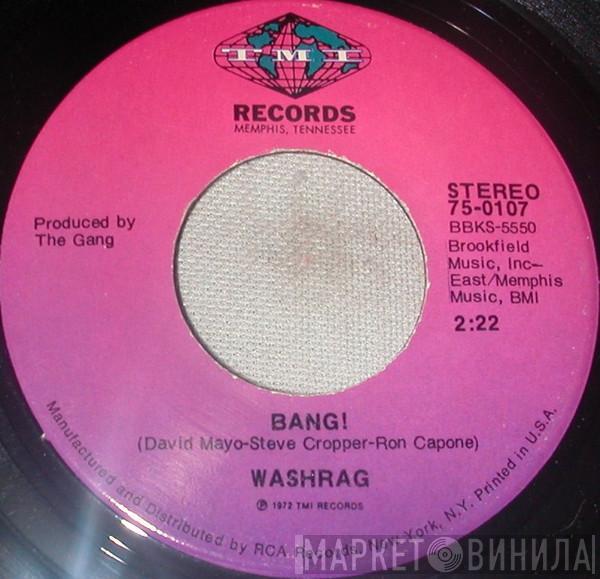 TMI
RECORDS
MEMPHIS, TENNESSEE
Produced by
The Gang
STEREO
75-0107
BBKS-5550
Brookfield
Music, Inc—
East/Memphis
Music, BMI
2:22
BANG!
(David Mayo-Steve Cropper-Ron Capone)
WASHRAG
℗ 1972 TMI RECORDS
Manufactured and Distributed by RCA Records, New York, N.Y. Printed in U.S.A.
МАРКЕТ ВИНИЛА